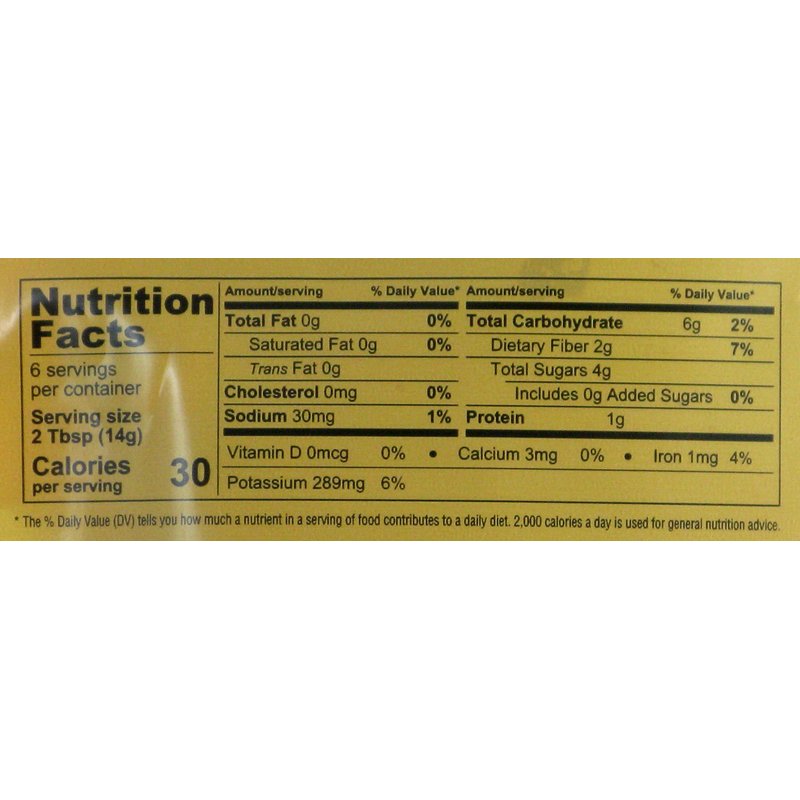 Nutrition
Facts
6 servings
per container
Serving size
2 Tbsp (14g)
Calories
per serving
30
Amount/serving % Daily Value*
Total Fat 0g 0%
Saturated Fat 0g 0%
Trans Fat 0g
Cholesterol 0mg 0%
Sodium 30mg 1%
Amount/serving % Daily Value*
Total Carbohydrate 6g 2%
Dietary Fiber 2g 7%
Total Sugars 4g
Includes 0g Added Sugars 0%
Protein 1g
Vitamin D 0mcg 0% • Calcium 3mg 0% • Iron 1mg 4%
Potassium 289mg 6%
* The % Daily Value (DV) tells you how much a nutrient in a serving of food contributes to a daily diet. 2,000 calories a day is used for general nutrition advice.